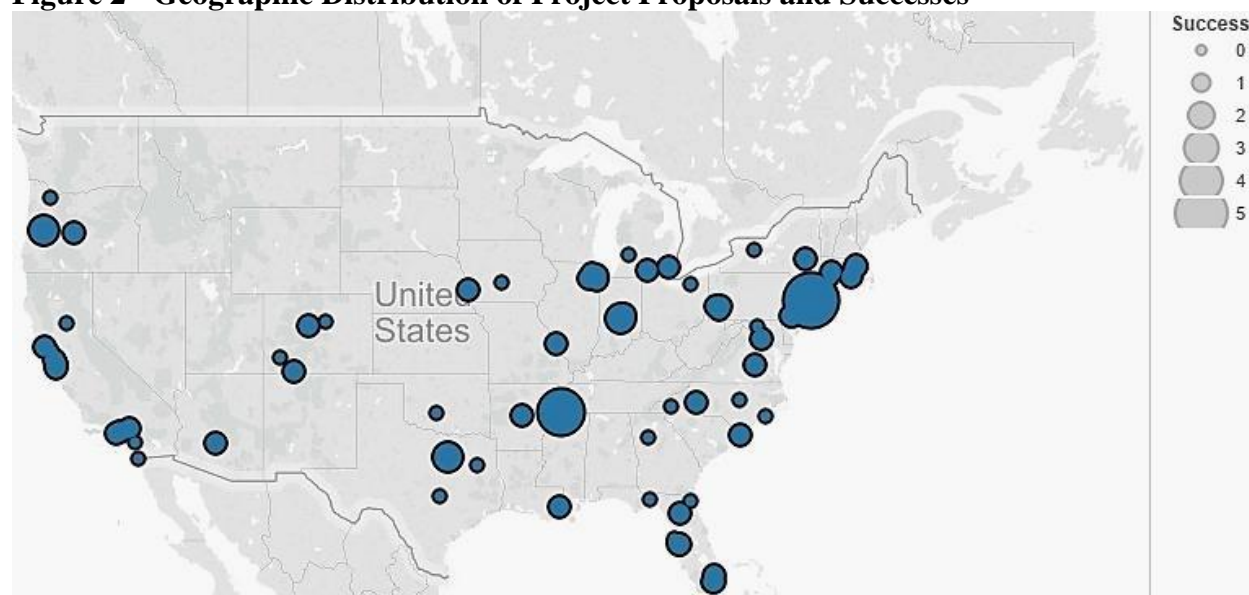 Figure 2 - Geographic Distribution of Project Proposals and Successes
Success
0
1
2
3
4
5
United
States